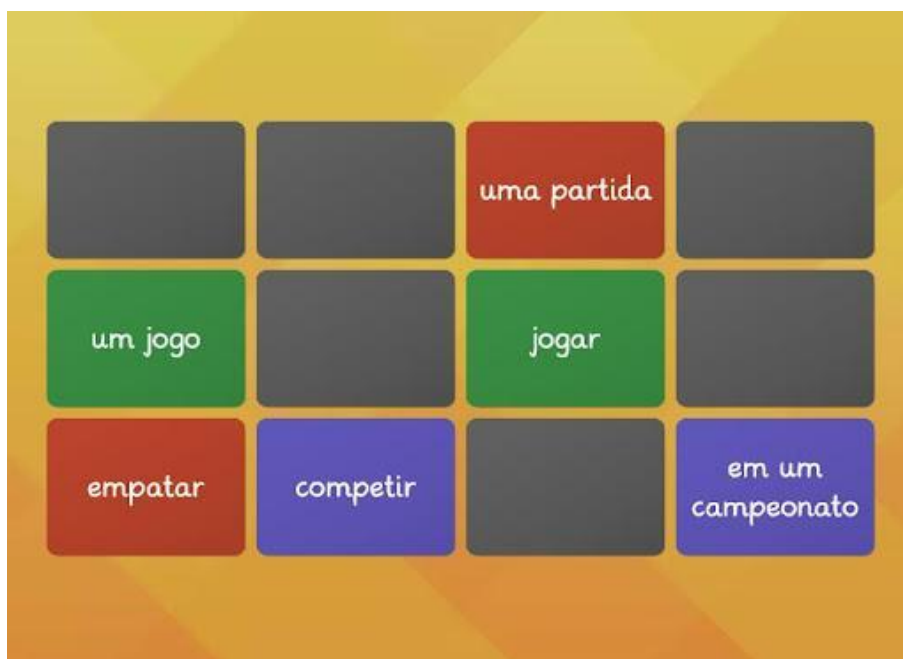 uma partida
um jogo
jogar
empatar
competir
em um
campeonato